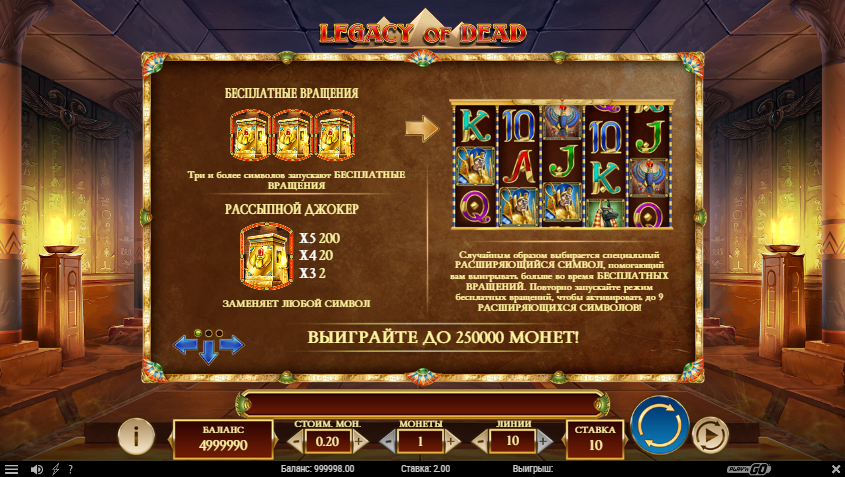 LEGACY OF DEAD
БЕСПЛАТНЫЕ ВРАЩЕНИЯ
Три и более символов запускают БЕСПЛАТНЫЕ
ВРАЩЕНИЯ
РАССЫПНОЙ ДЖОКЕР
X5 200
X4 20
X3 2
ЗАМЕНЯЕТ ЛЮБОЙ СИМВОЛ
K 10 10 J
A J K
Q Q
Случайным образом выбирается специальный
РАСШИРЯЮЩИЙСЯ СИМВОЛ, помогающий
вам выигрывать больше во время БЕСПЛАТНЫХ
ВРАЩЕНИЙ. Повторно запускайте режим
бесплатных вращений, чтобы активировать до 9
РАСШИРЯЮЩИХСЯ СИМВОЛОВ!
ВЫИГРАЙТЕ ДО 250000 МОНЕТ!
i
БАЛАНС
4999990
СТОИМ. МОН.
- 0.20 +
МОНЕТЫ
- 1 +
ЛИНИИ
- 10 +
СТАВКА
10
? Баланс: 999998.00 Ставка: 2.00 Выигрыш: PLAY'N GO